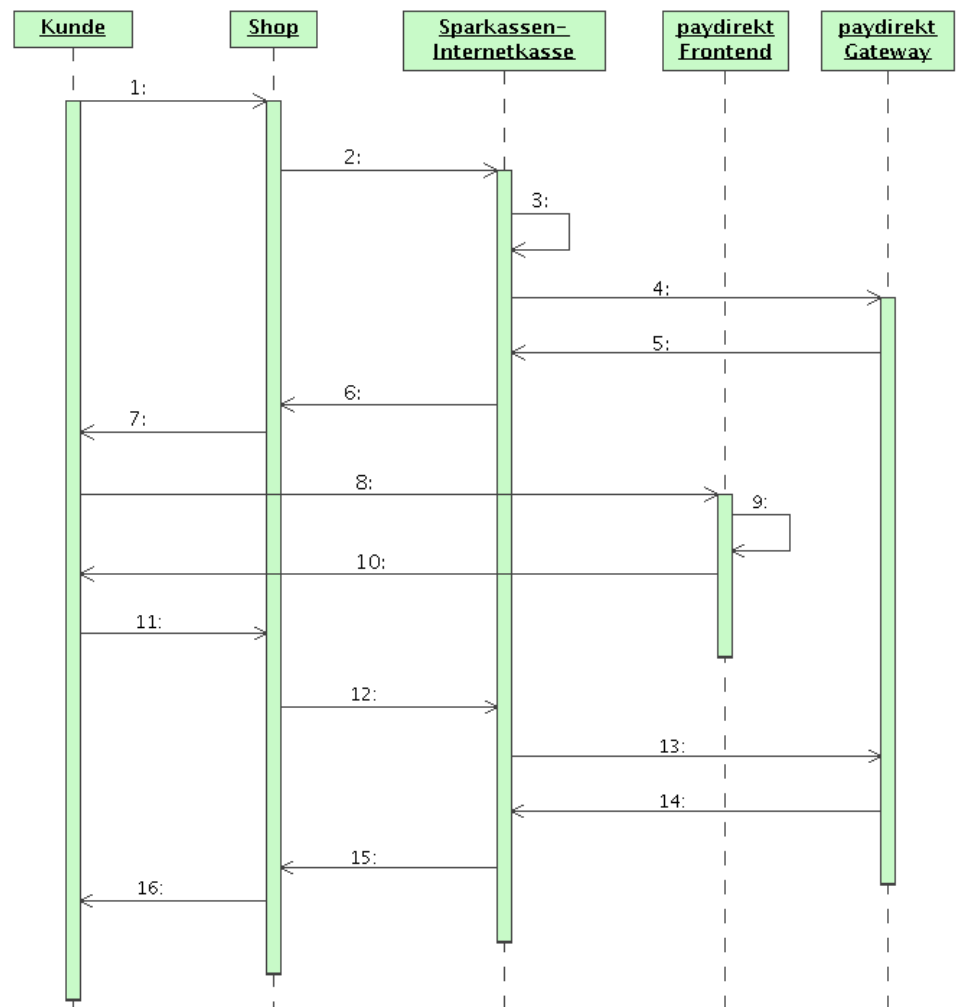 Kunde
Shop
Sparkassen-
Internetkasse
paydirekt
Frontend
paydirekt
Gateway
1:
2:
3:
4:
5:
6:
7:
8:
9:
10:
11:
12:
13:
14:
15:
16: